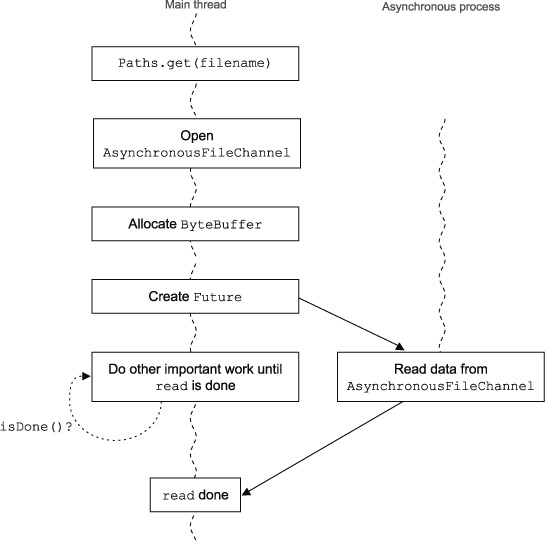 Main thread
Asynchronous process
Paths.get(filename)
Open
AsynchronousFileChannel
Allocate ByteBuffer
Create Future
Do other important work until
read is done
Read data from
AsynchronousFileChannel
isDone()?
read done